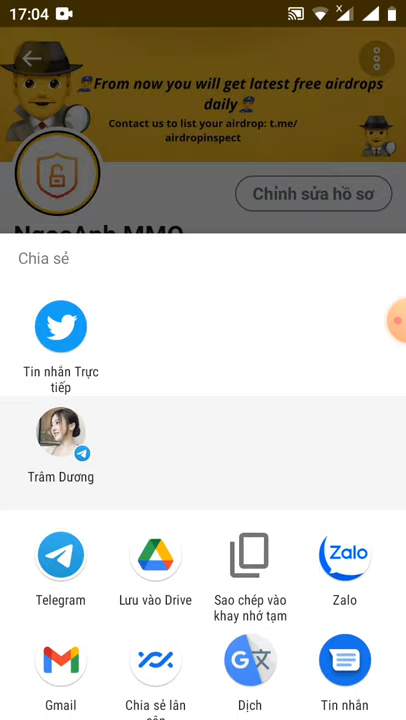 17:04
From now you will get latest free airdrops
daily
Contact us to list your airdrop: t.me/
airdropinspect
Chỉnh sửa hồ sơ
NgocAnh MMO
Chia sẻ
Tin nhắn Trực
tiếp
Trâm Dương
Telegram
Lưu vào Drive
Sao chép vào
khay nhớ tạm
Zalo
Zalo
Gmail
Chia sẻ lân
cận
Dịch
Tin nhắn